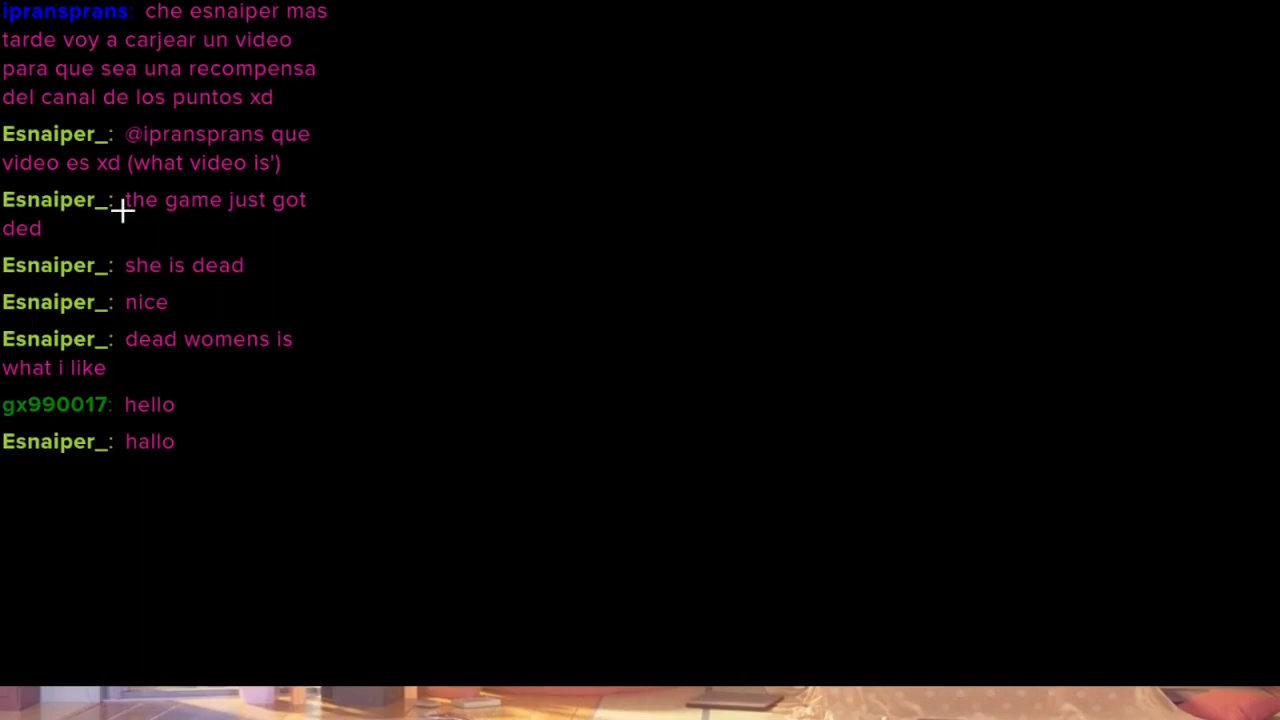 ipransprans: che esnaiper mas
tarde voy a carjear un video
para que sea una recompensa
del canal de los puntos xd
Esnaiper_: @ipransprans que
video es xd (what video is')
Esnaiper_: the game just got
ded
Esnaiper_: she is dead
Esnaiper_: nice
Esnaiper_: dead womens is
what i like
gx990017: hello
Esnaiper_: hallo